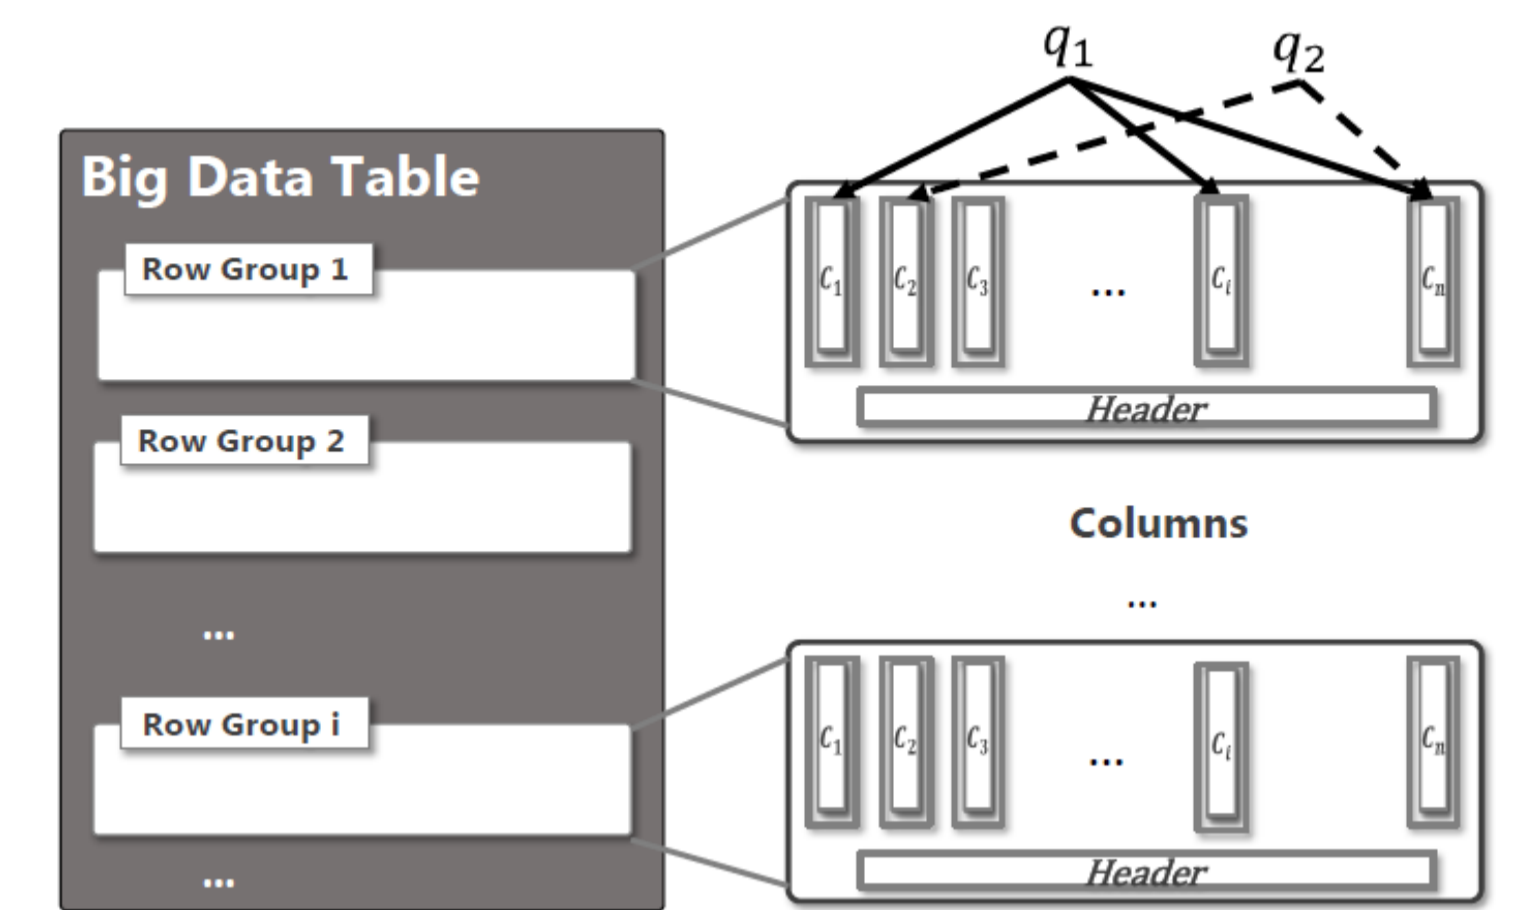 q₁ q₂
Big Data Table
Row Group 1
C₁ C₂ C₃ ... Cᵢ Cₙ
Header
Row Group 2
Columns
...
...
Row Group i
C₁ C₂ C₃ ... Cᵢ Cₙ
Header
...